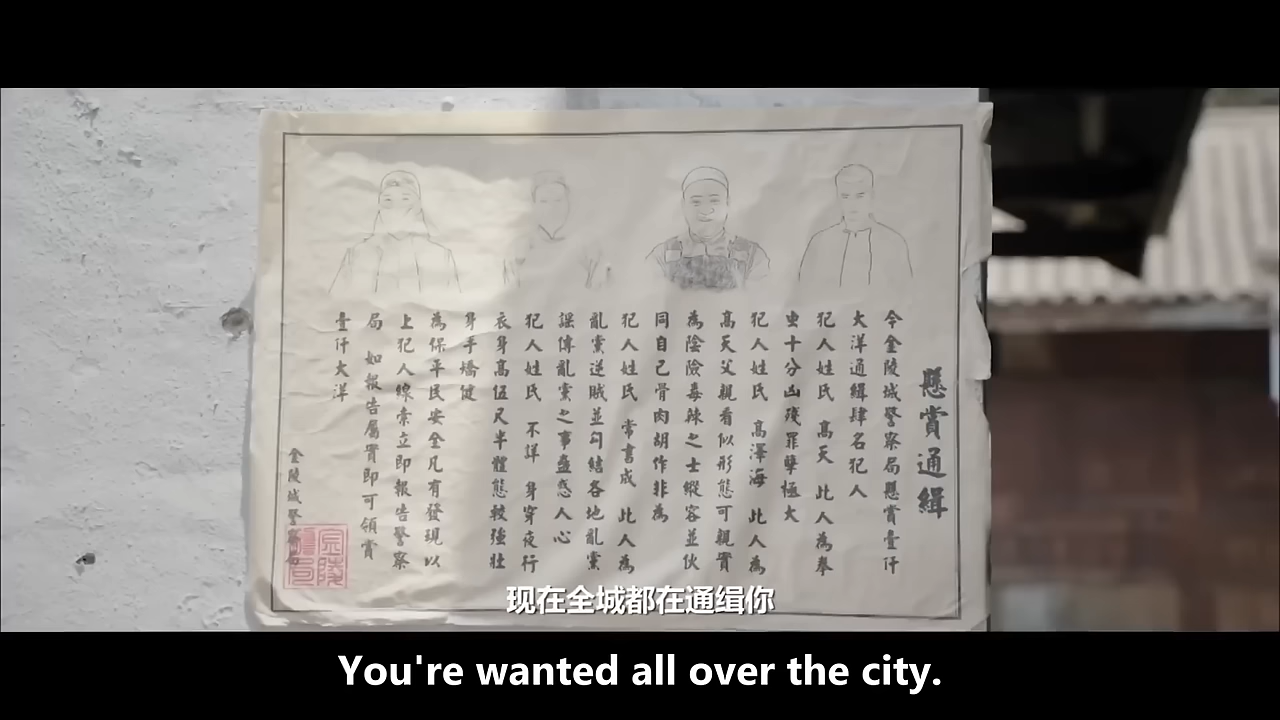 懸賞通緝
今金陵城警察局懸賞壹仟
大洋通緝肆名犯人
犯人姓氏 高天 此人為拳
虫十分凶殘罪孽極大
犯人姓氏 高澤海 此人為
高天父親看似形態可親實
為陰險毒辣之士縱容並伙
同自己骨肉胡作非為
犯人姓氏 常書成 此人為
亂黨逆賊並勾結各地亂黨
謠傳亂黨之事蠱惑人心
犯人姓氏 不詳 身穿夜行
衣身高伍尺半體態較強壯
身手矯健
為保平民安全凡有發現以
上犯人線索立即報告警察
局 如報告屬實即可領賞
壹仟大洋
金陵城警察局
现在全城都在通缉你
You're wanted all over the city.